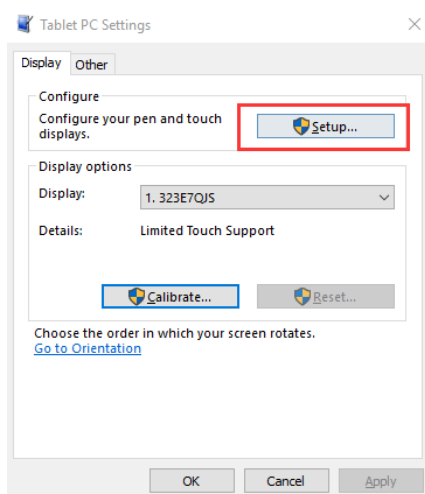 Tablet PC Settings
Display Other
Configure
Configure your pen and touch
displays.
Setup...
Display options
Display: 1. 323E7QJS
Details: Limited Touch Support
Calibrate... Reset...
Choose the order in which your screen rotates.
Go to Orientation
OK Cancel Apply